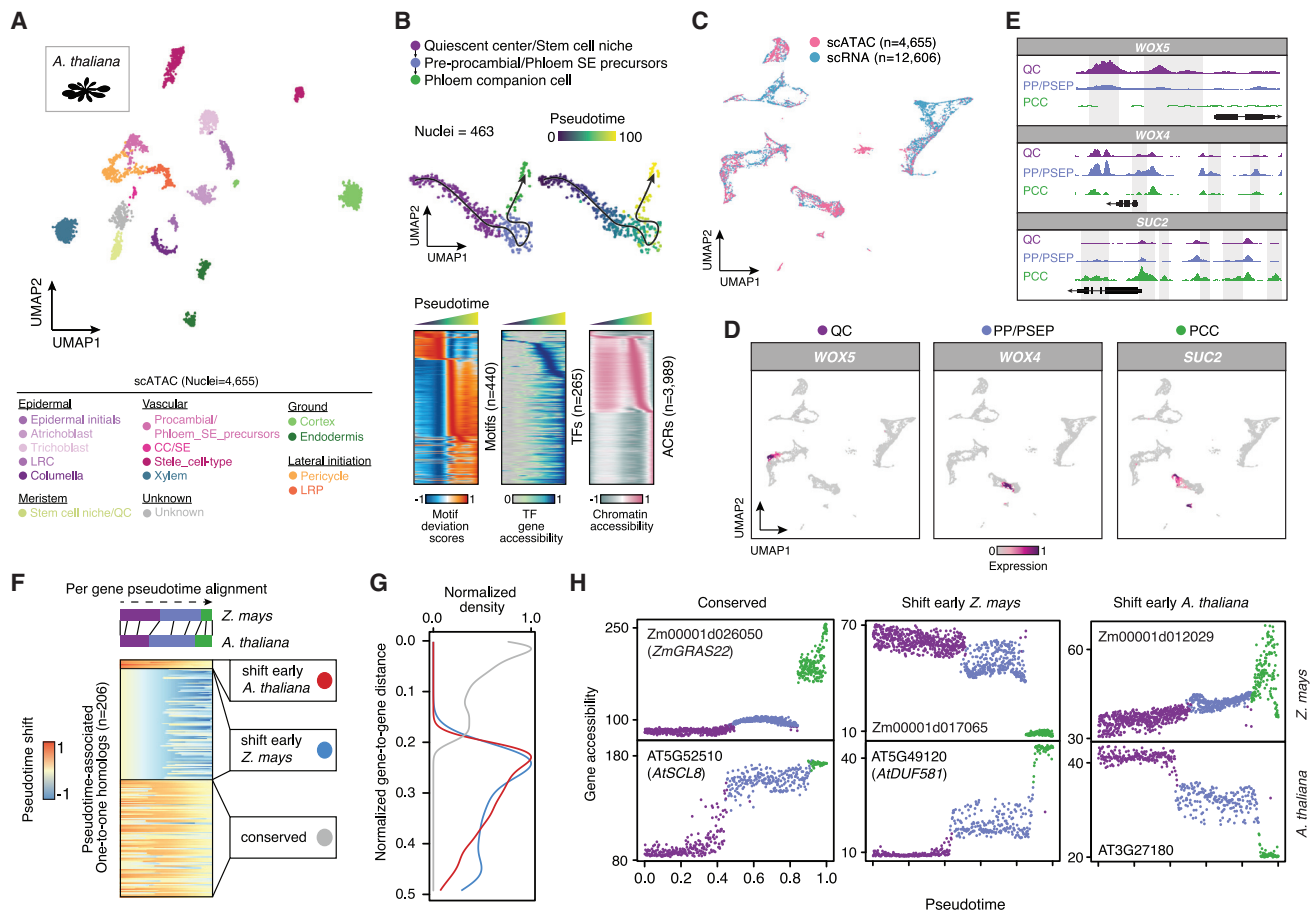 A
A. thaliana
UMAP2
UMAP1
scATAC (Nuclei=4,655)
Epidermal
Epidermal initials
Atrichoblast
Trichoblast
LRC
Columella
Meristem
Stem cell niche/QC
Vascular
Procambial/
Phloem_SE_precursors
CC/SE
Stele_cell-type
Xylem
Unknown
Unknown
Ground
Cortex
Endodermis
Lateral initiation
Pericycle
LRP
B
Quiescent center/Stem cell niche
Pre-procambial/Phloem SE precursors
Phloem companion cell
Nuclei = 463
Pseudotime
0 100
UMAP2
UMAP1
Pseudotime
Motifs (n=440)
TFs (n=265)
ACRs (n=3,989)
-1 1
Motif
deviation
scores
0 1
TF
gene
accessibility
-1 1
Chromatin
accessibility
C
scATAC (n=4,655)
scRNA (n=12,606)
UMAP2
UMAP1
D
QC PP/PSEP PCC
WOX5 WOX4 SUC2
UMAP2
UMAP1
0 1
Expression
E
WOX5
QC
PP/PSEP
PCC
WOX4
QC
PP/PSEP
PCC
SUC2
QC
PP/PSEP
PCC
F
Per gene pseudotime alignment
Z. mays
A. thaliana
shift early
A. thaliana
shift early
Z. mays
conserved
Pseudotime shift
1
-1
Pseudotime-associated
One-to-one homologs (n=206)
G
Normalized
density
0.0 1.0
Normalized gene-to-gene distance
0.0
0.1
0.2
0.3
0.4
0.5
H
Conserved Shift early Z. mays Shift early A. thaliana
Gene accessibility
250
100
Zm00001d026050
(ZmGRAS22)
180
80
AT5G52510
(AtSCL8)
0.0 0.2 0.4 0.6 0.8 1.0
70
10
Zm00001d017065
40
10
AT5G49120
(AtDUF581)
60
30
Zm00001d012029
40
20
AT3G27180
Z. mays
A. thaliana
Pseudotime